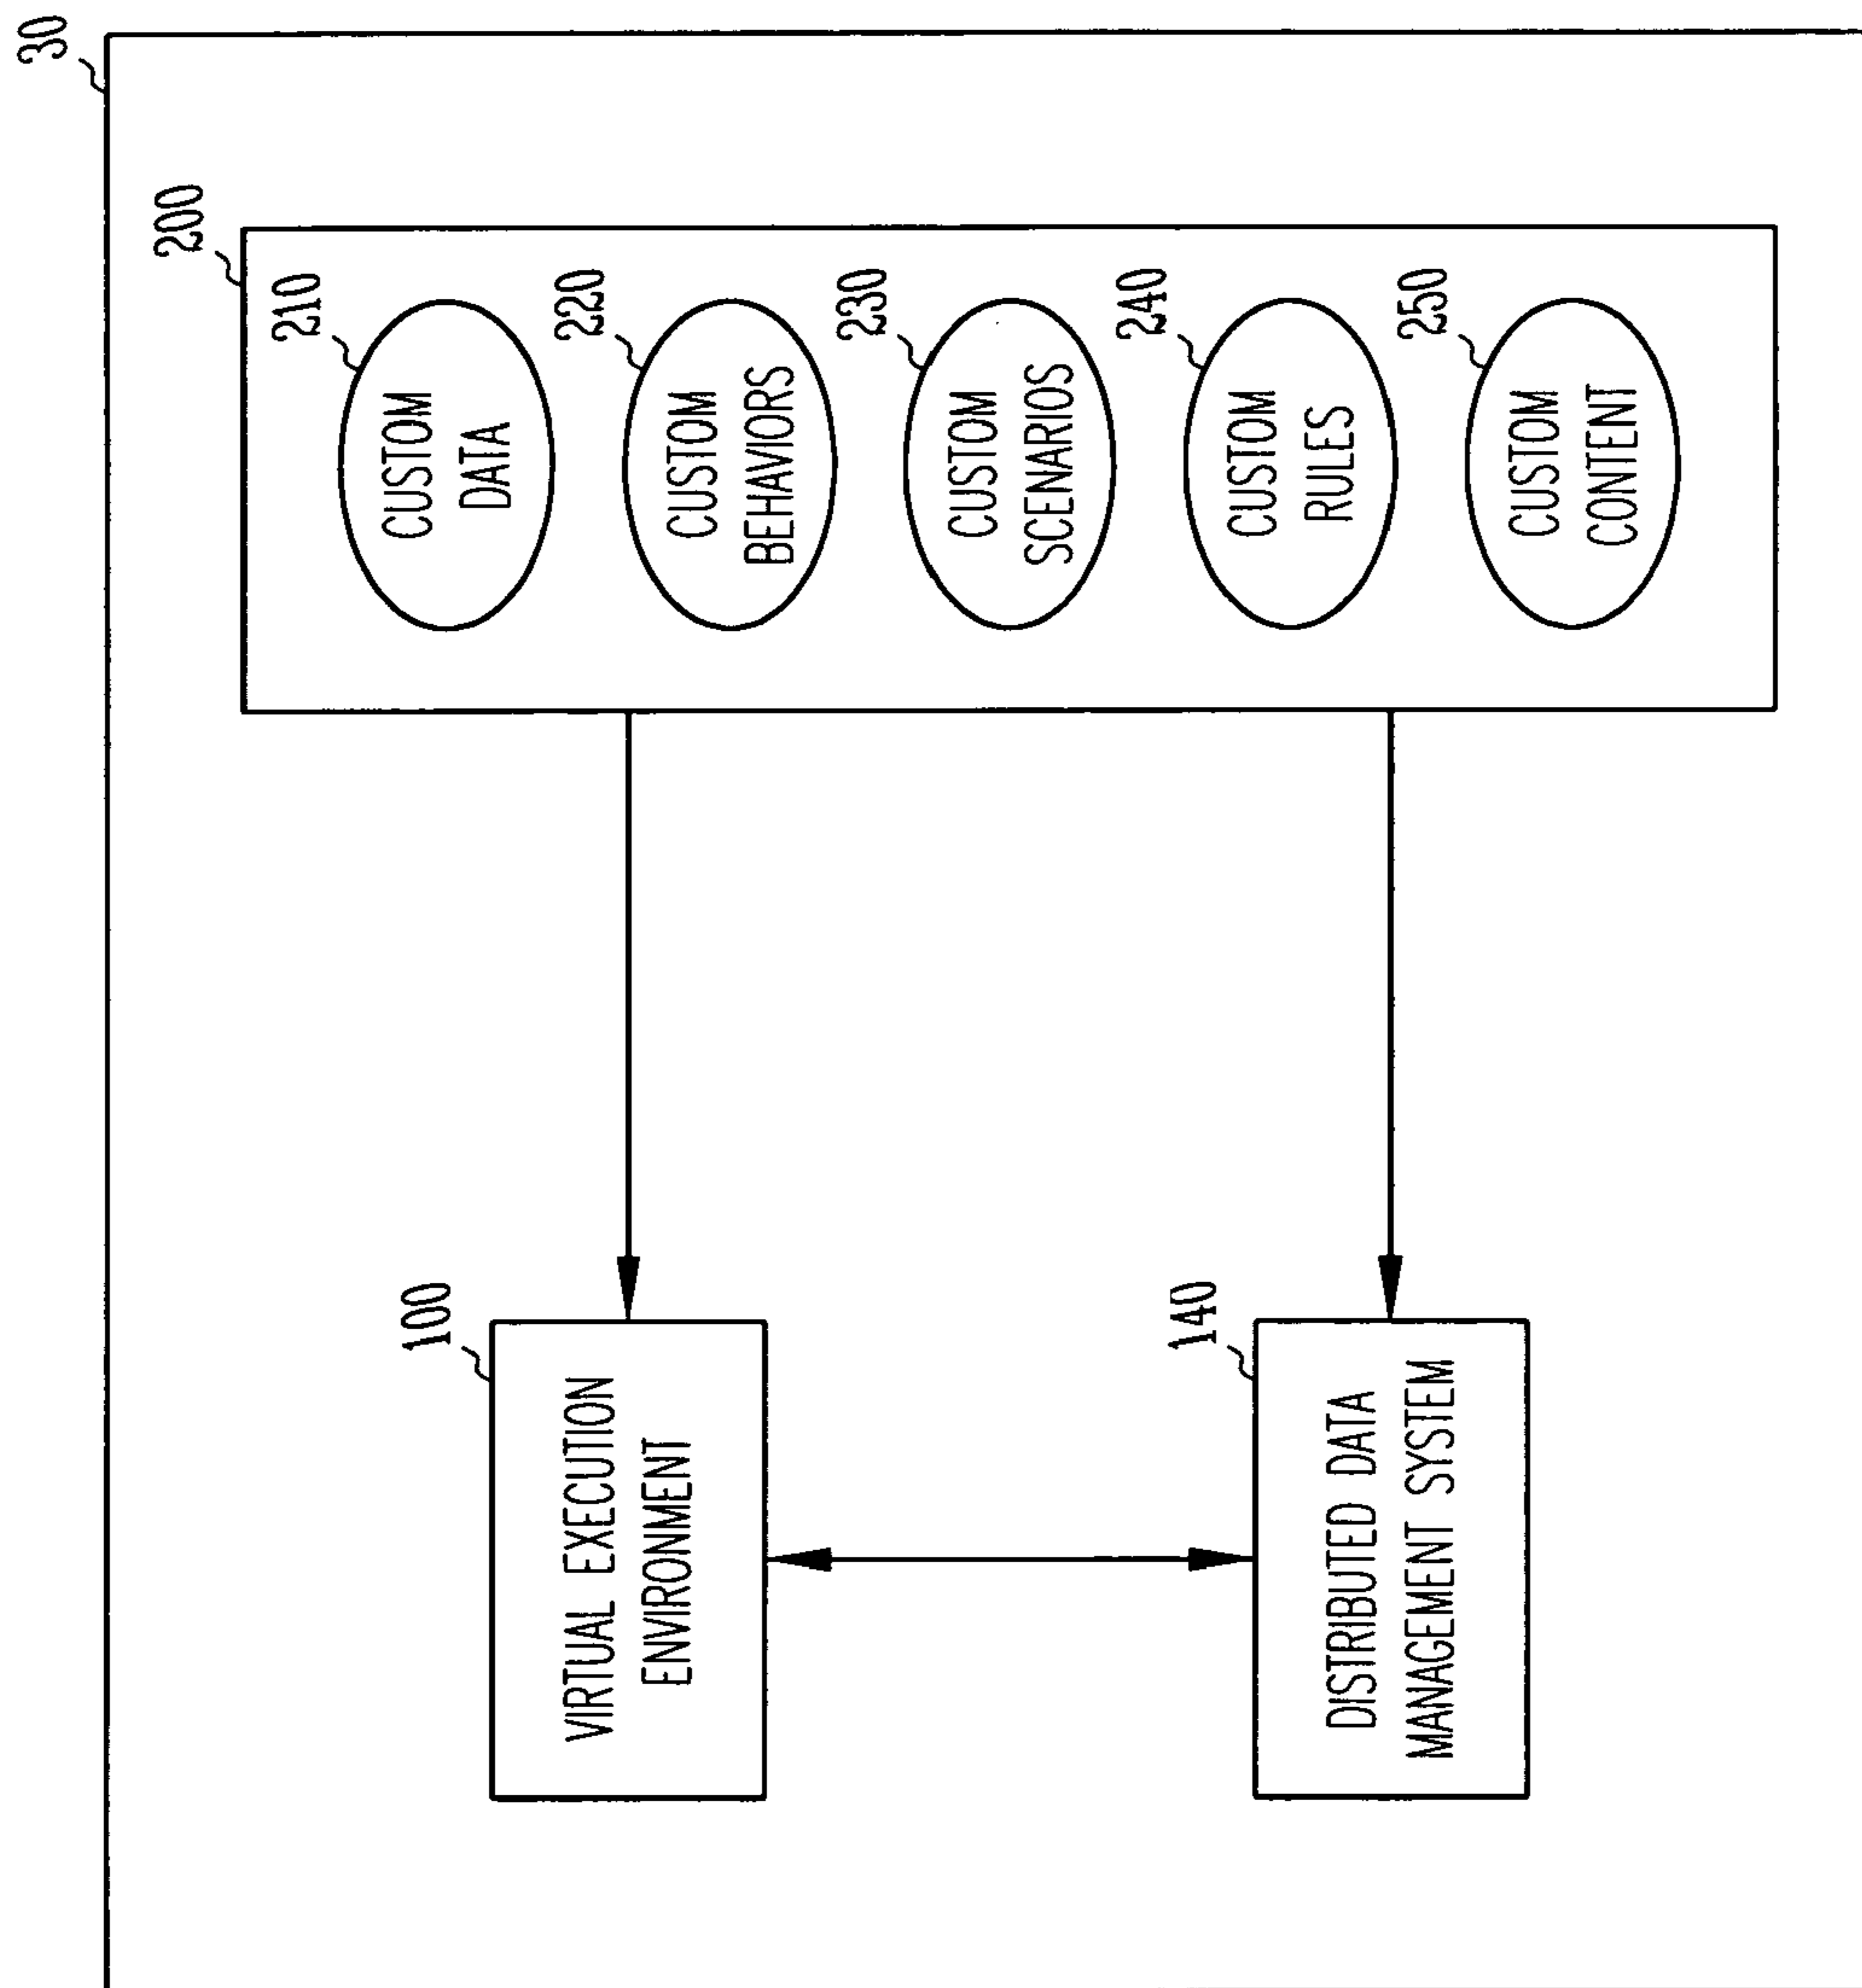 30
200
210
CUSTOM
DATA
220
CUSTOM
BEHAVIORS
230
CUSTOM
SCENARIOS
240
CUSTOM
RULES
250
CUSTOM
CONTENT
100
VIRTUAL EXECUTION
ENVIRONMENT
140
DISTRIBUTED DATA
MANAGEMENT SYSTEM